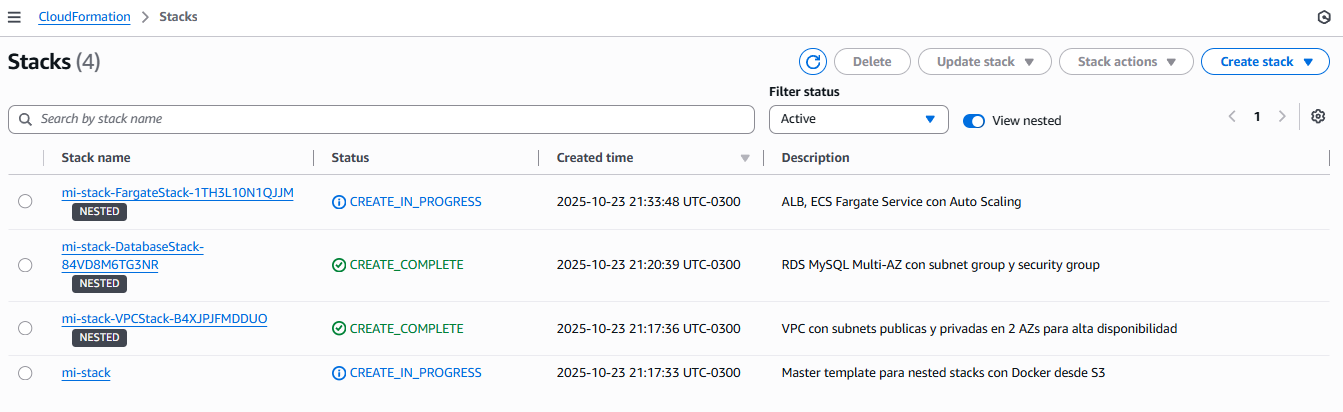 CloudFormation > Stacks
Stacks (4)
Delete
Update stack
Stack actions
Create stack
Filter status
Search by stack name
Active
View nested
1
Stack name Status Created time Description
mi-stack-FargateStack-1TH3L10N1QJJM
NESTED
CREATE_IN_PROGRESS
2025-10-23 21:33:48 UTC-0300
ALB, ECS Fargate Service con Auto Scaling
mi-stack-DatabaseStack-
84VD8M6TG3NR
NESTED
CREATE_COMPLETE
2025-10-23 21:20:39 UTC-0300
RDS MySQL Multi-AZ con subnet group y security group
mi-stack-VPCStack-B4XJPJFMDDUO
NESTED
CREATE_COMPLETE
2025-10-23 21:17:36 UTC-0300
VPC con subnets publicas y privadas en 2 AZs para alta disponibilidad
mi-stack
CREATE_IN_PROGRESS
2025-10-23 21:17:33 UTC-0300
Master template para nested stacks con Docker desde S3